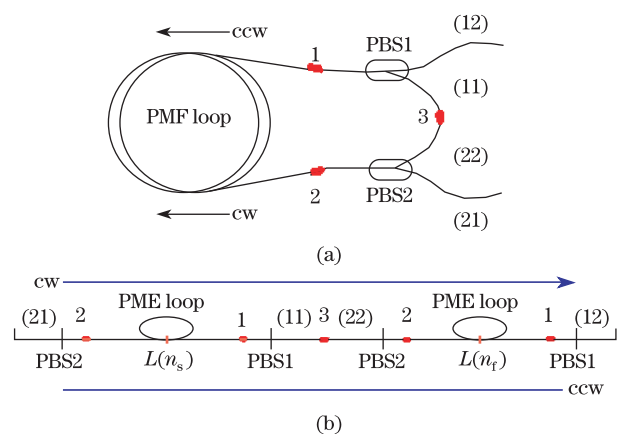 (12)
ccw
1
PBS1
(11)
PMF loop
3
(22)
PBS2
2
cw
(21)
(a)
cw
(21) 2 PME loop 1 (11) 3 (22) 2 PME loop 1 (12)
PBS2 L(nₛ) PBS1 PBS2 L(n_f) PBS1
ccw
(b)